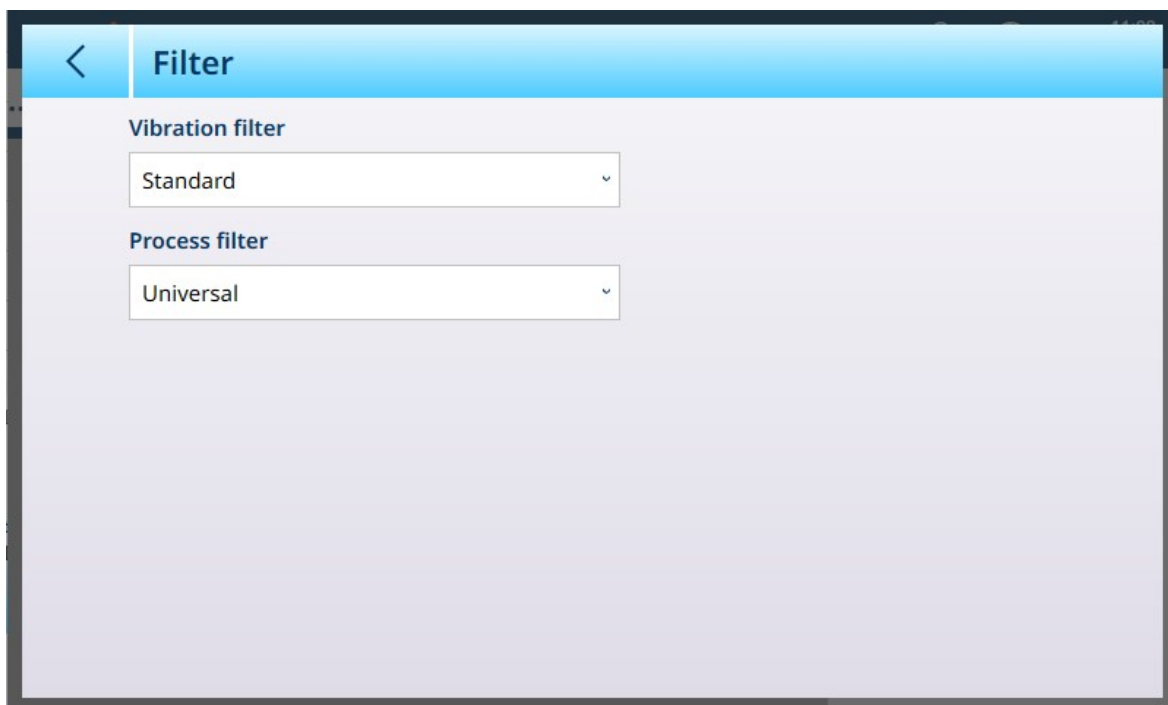 Filter
Vibration filter
Standard
Process filter
Universal